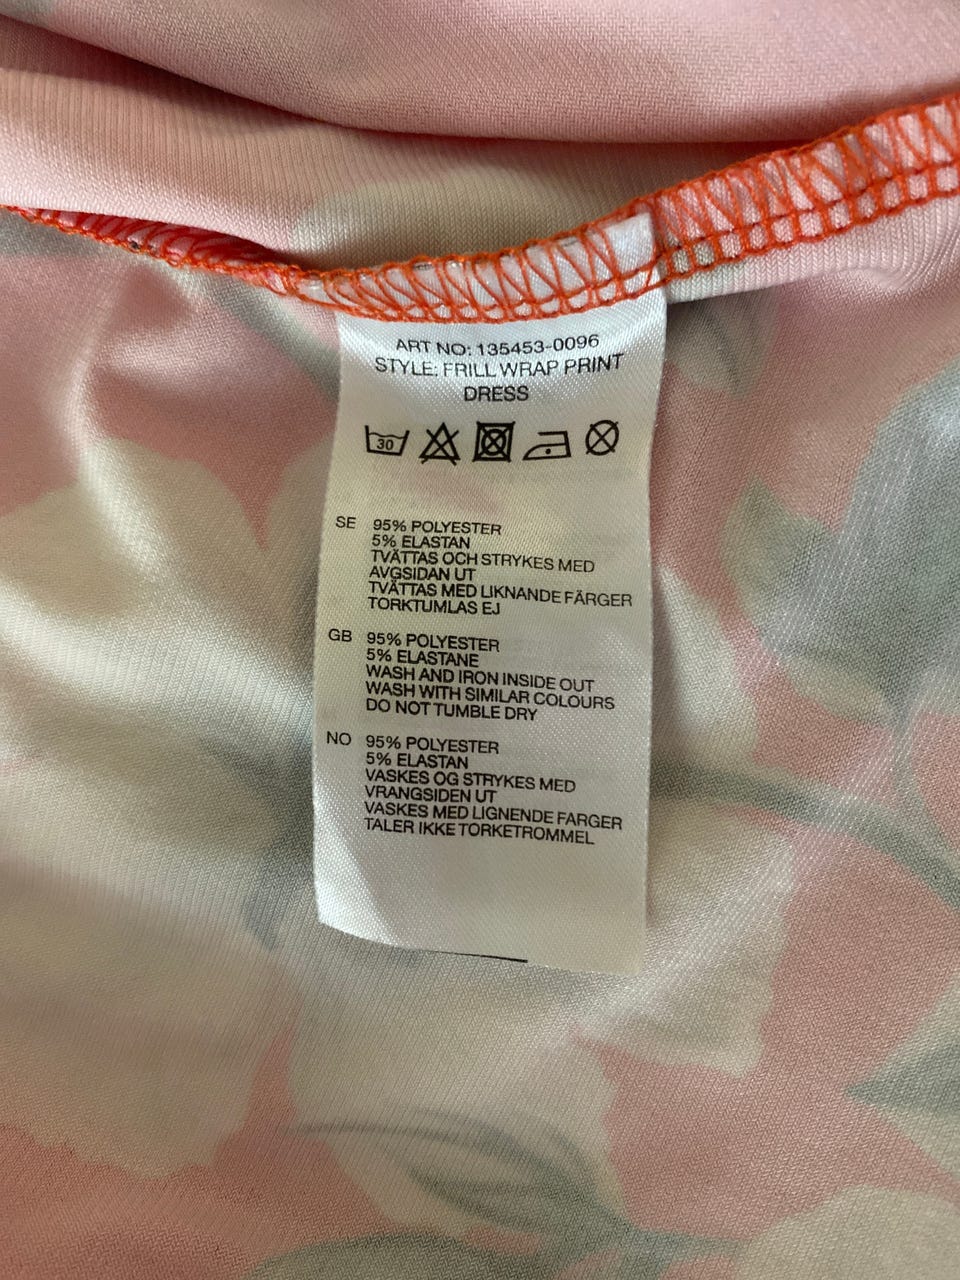 ART NO: 135453-0096
STYLE: FRILL WRAP PRINT
DRESS
30
SE 95% POLYESTER
5% ELASTAN
TVÄTTAS OCH STRYKES MED
AVGSIDAN UT
TVÄTTAS MED LIKNANDE FÄRGER
TORKTUMLAS EJ
GB 95% POLYESTER
5% ELASTANE
WASH AND IRON INSIDE OUT
WASH WITH SIMILAR COLOURS
DO NOT TUMBLE DRY
NO 95% POLYESTER
5% ELASTAN
VASKES OG STRYKES MED
VRANGSIDEN UT
VASKES MED LIGNENDE FARGER
TALER IKKE TORKETROMMEL